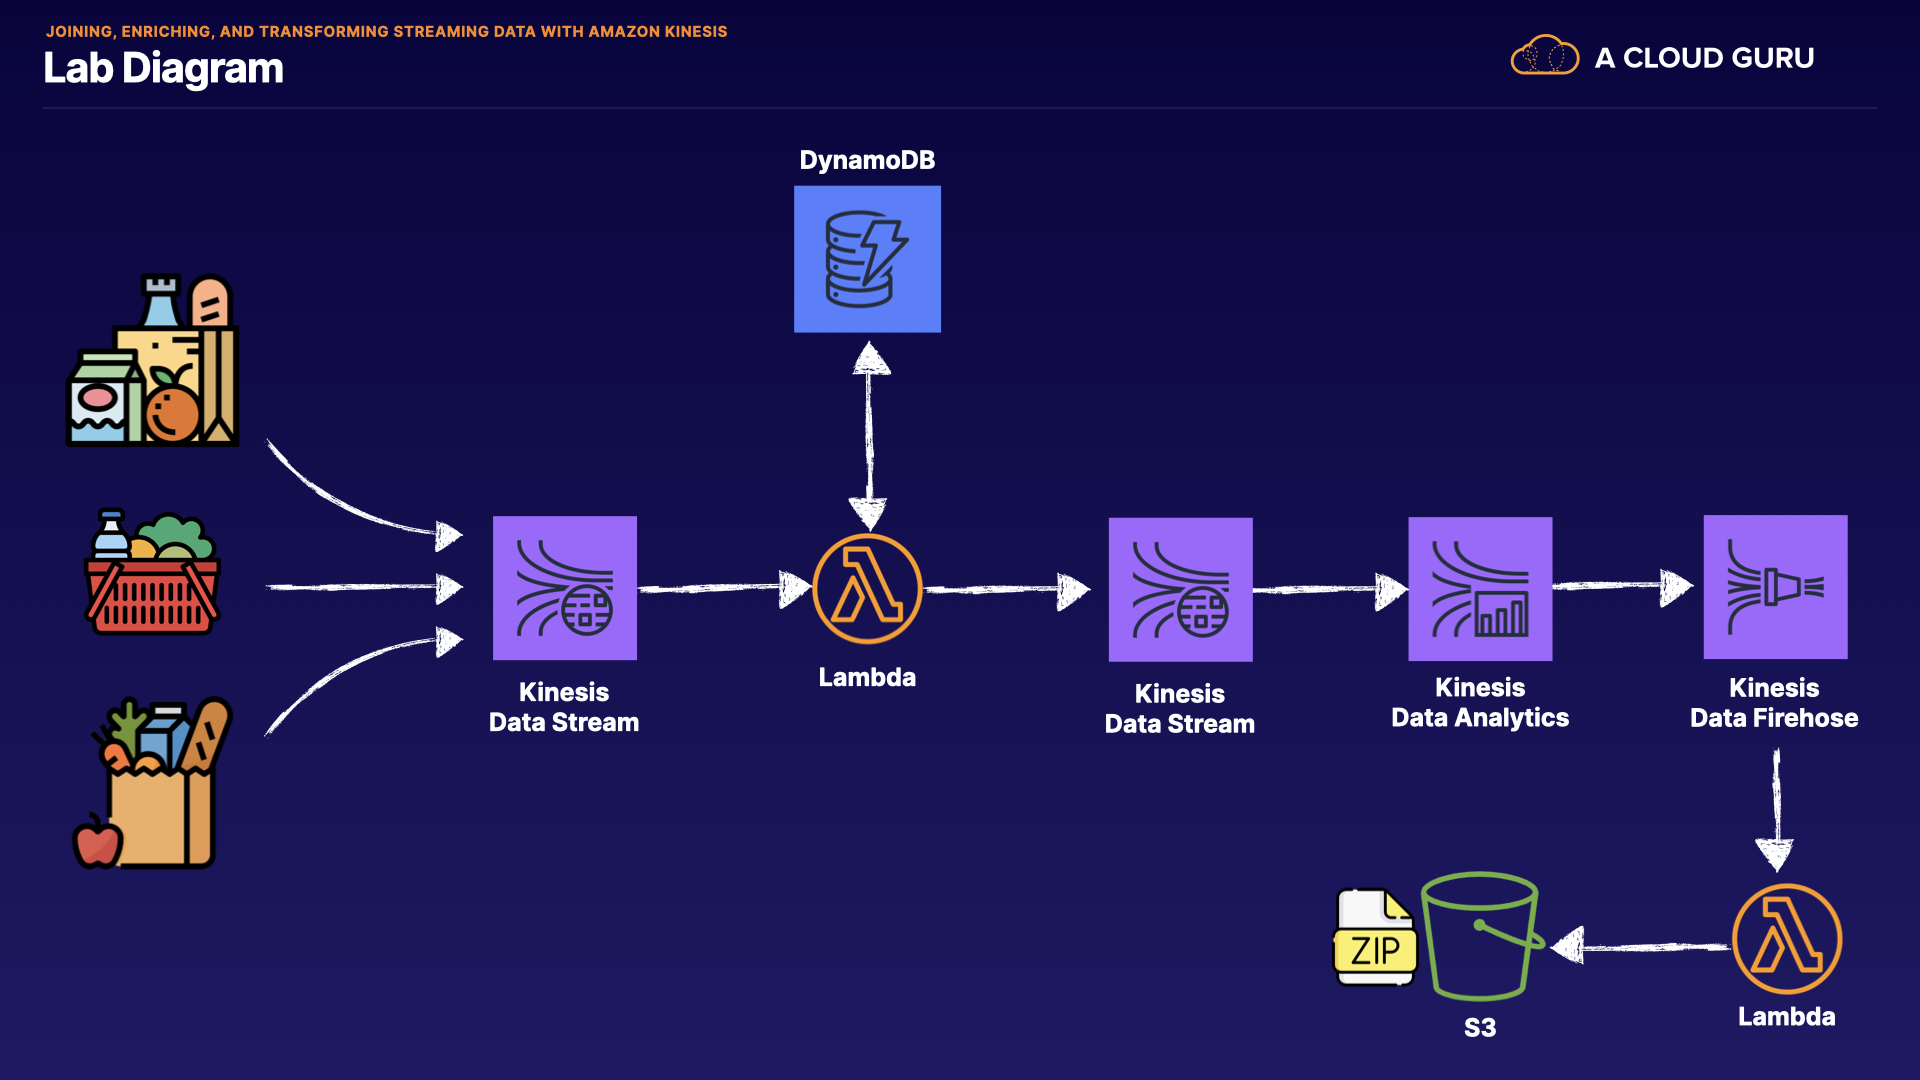 JOINING, ENRICHING, AND TRANSFORMING STREAMING DATA WITH AMAZON KINESIS
Lab Diagram
A CLOUD GURU
DynamoDB
Kinesis
Data Stream
Lambda
Kinesis
Data Stream
Kinesis
Data Analytics
Kinesis
Data Firehose
ZIP
S3
Lambda